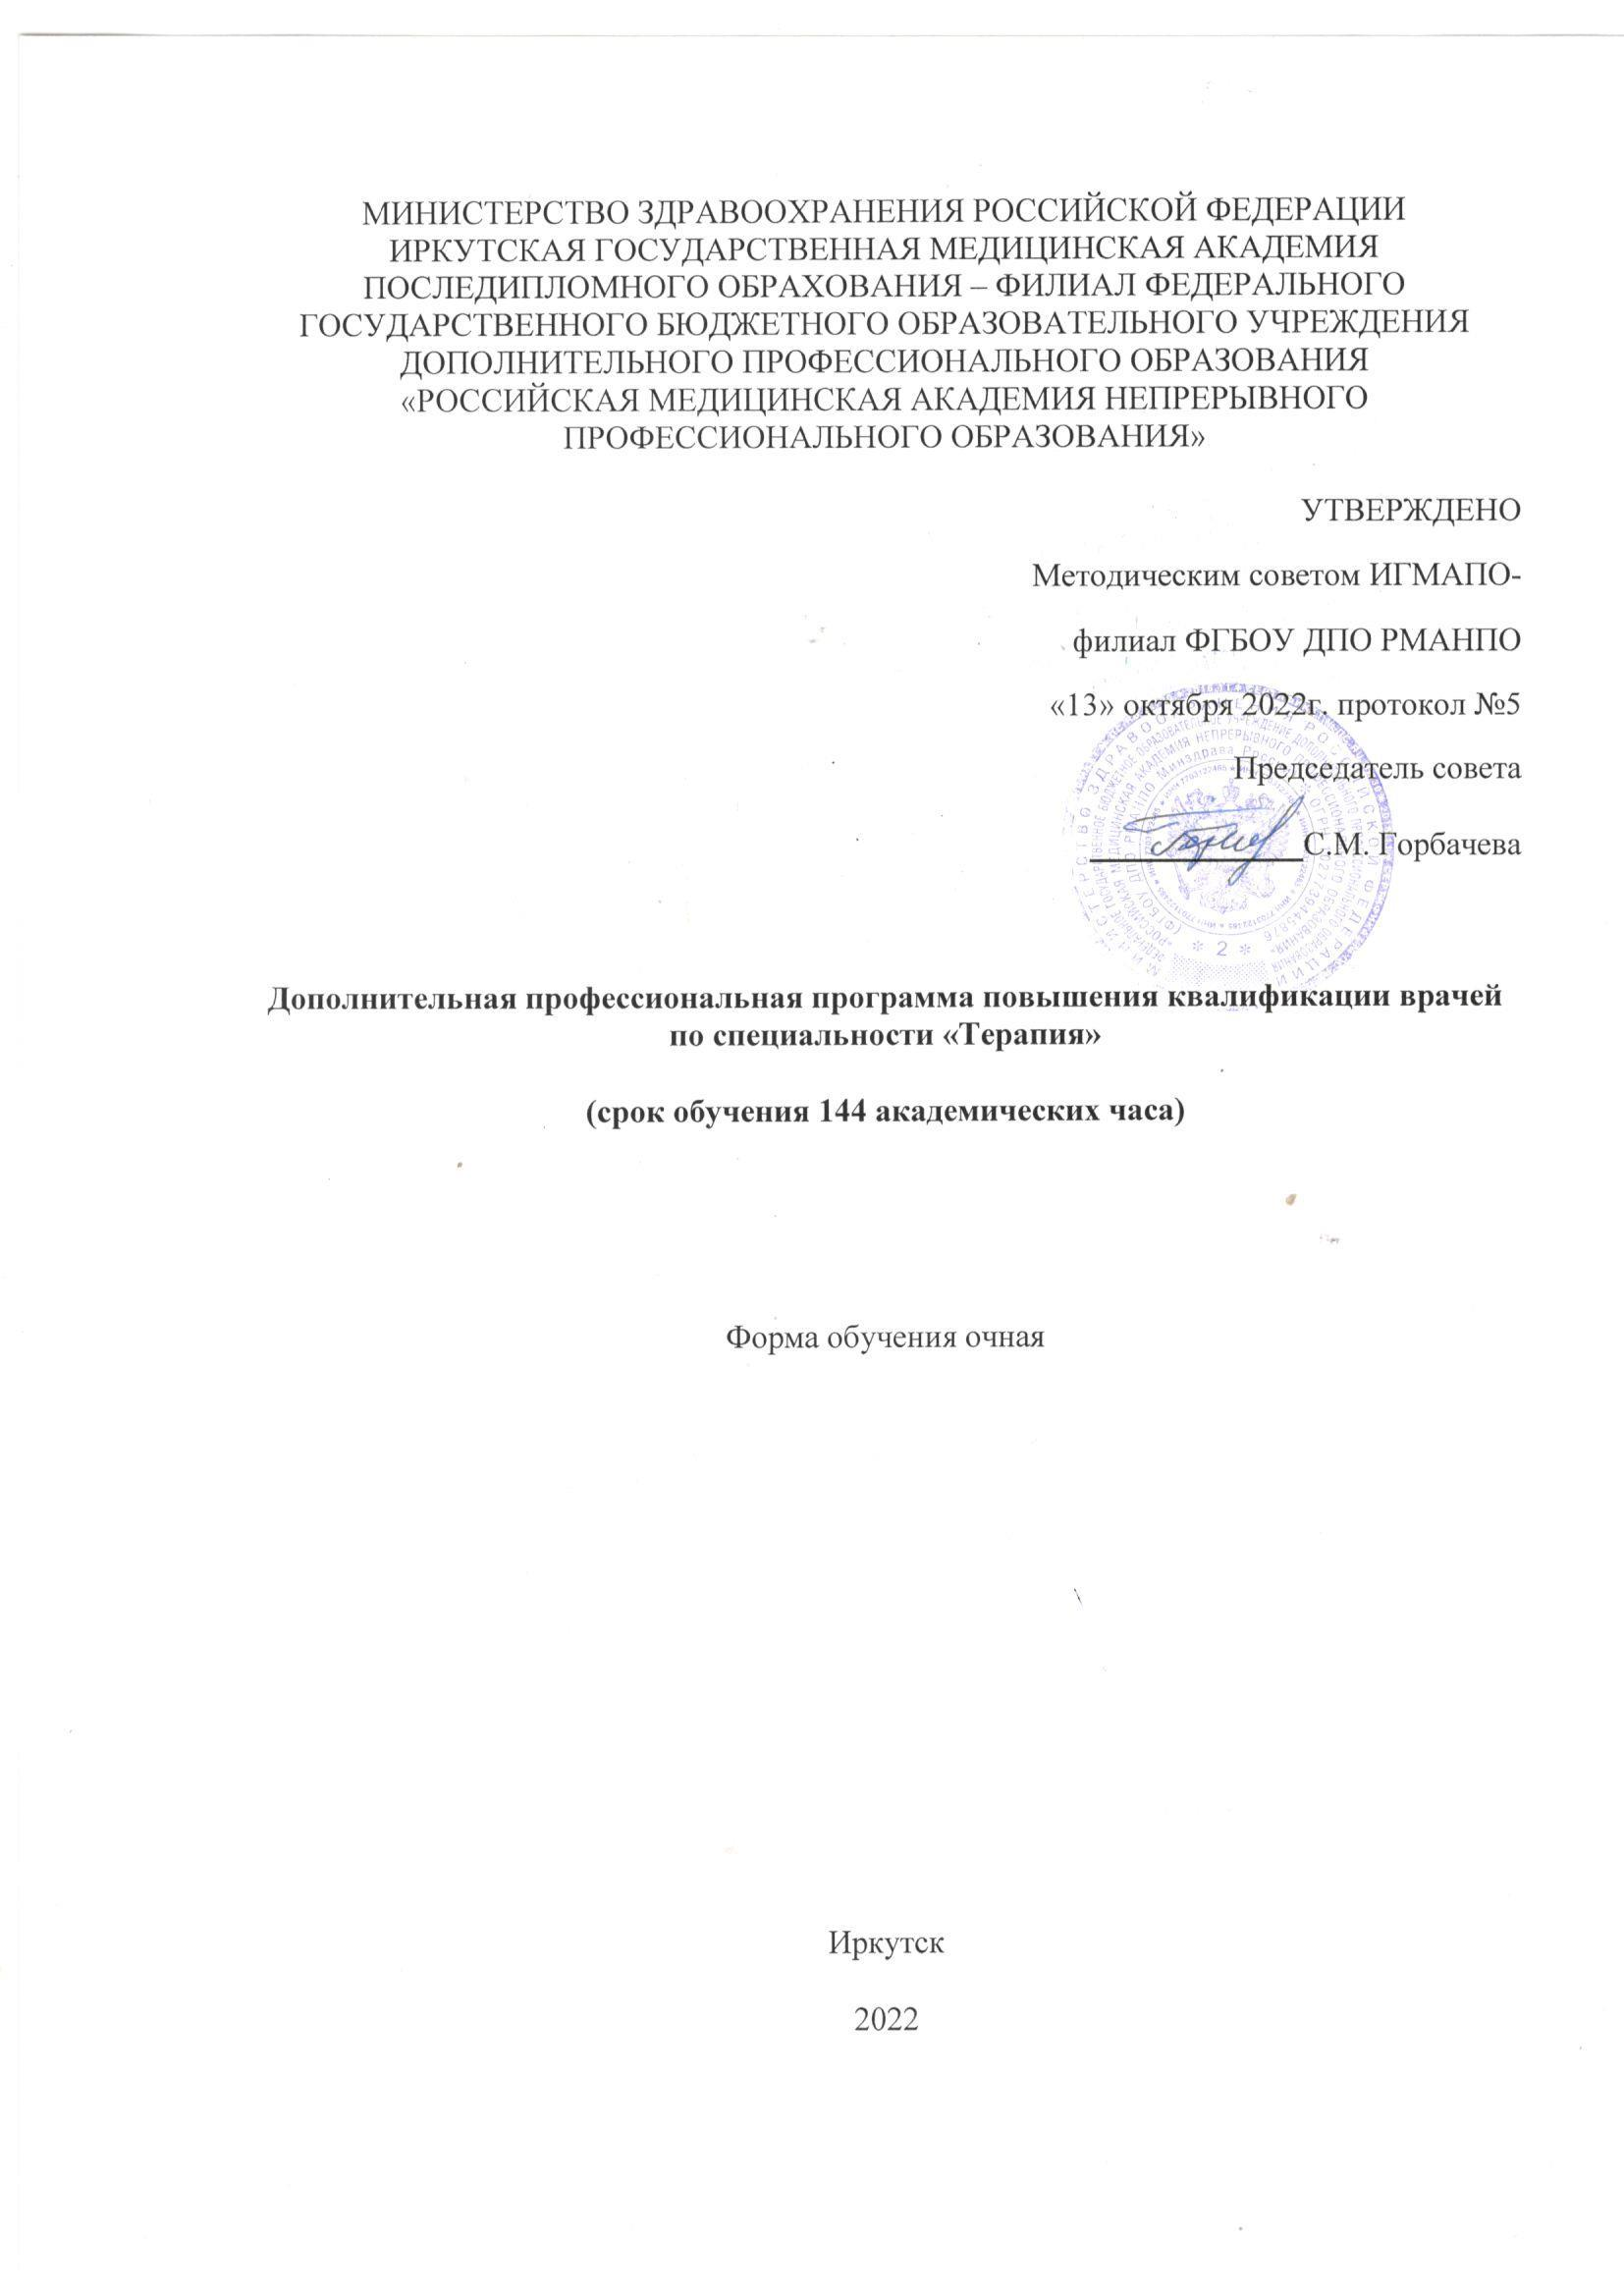 МИНИСТЕРСТВО ЗДРАВООХРАНЕНИЯ РОССИЙСКОЙ ФЕДЕРАЦИИ
ИРКУТСКАЯ ГОСУДАРСТВЕННАЯ МЕДИЦИНСКАЯ АКАДЕМИЯ
ПОСЛЕДИПЛОМНОГО ОБРАХОВАНИЯ – ФИЛИАЛ ФЕДЕРАЛЬНОГО
ГОСУДАРСТВЕННОГО БЮДЖЕТНОГО ОБРАЗОВАТЕЛЬНОГО УЧРЕЖДЕНИЯ
ДОПОЛНИТЕЛЬНОГО ПРОФЕССИОНАЛЬНОГО ОБРАЗОВАНИЯ
«РОССИЙСКАЯ МЕДИЦИНСКАЯ АКАДЕМИЯ НЕПРЕРЫВНОГО
ПРОФЕССИОНАЛЬНОГО ОБРАЗОВАНИЯ»
УТВЕРЖДЕНО
Методическим советом ИГМАПО-
филиал ФГБОУ ДПО РМАНПО
«13» октября 2022г. протокол №5
Председатель совета
С.М. Горбачева
* 2 *
Дополнительная профессиональная программа повышения квалификации врачей
по специальности «Терапия»
(срок обучения 144 академических часа)
Форма обучения очная
Иркутск
2022